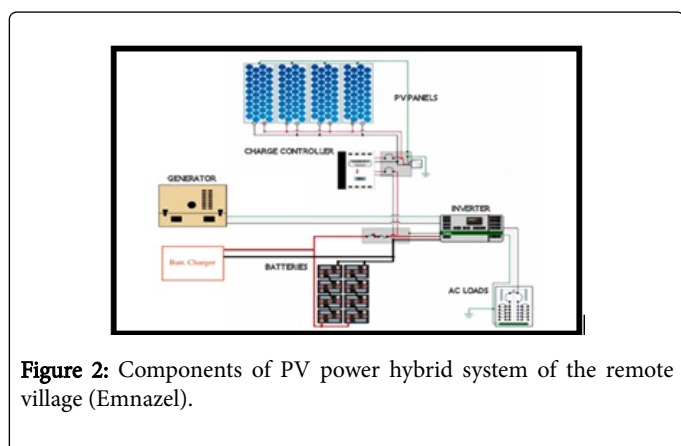 PV PANELS
CHARGE CONTROLLER
GENERATOR
INVERTER
Batt. Charger
BATTERIES
AC LOADS
Figure 2: Components of PV power hybrid system of the remote
village (Emnazel).